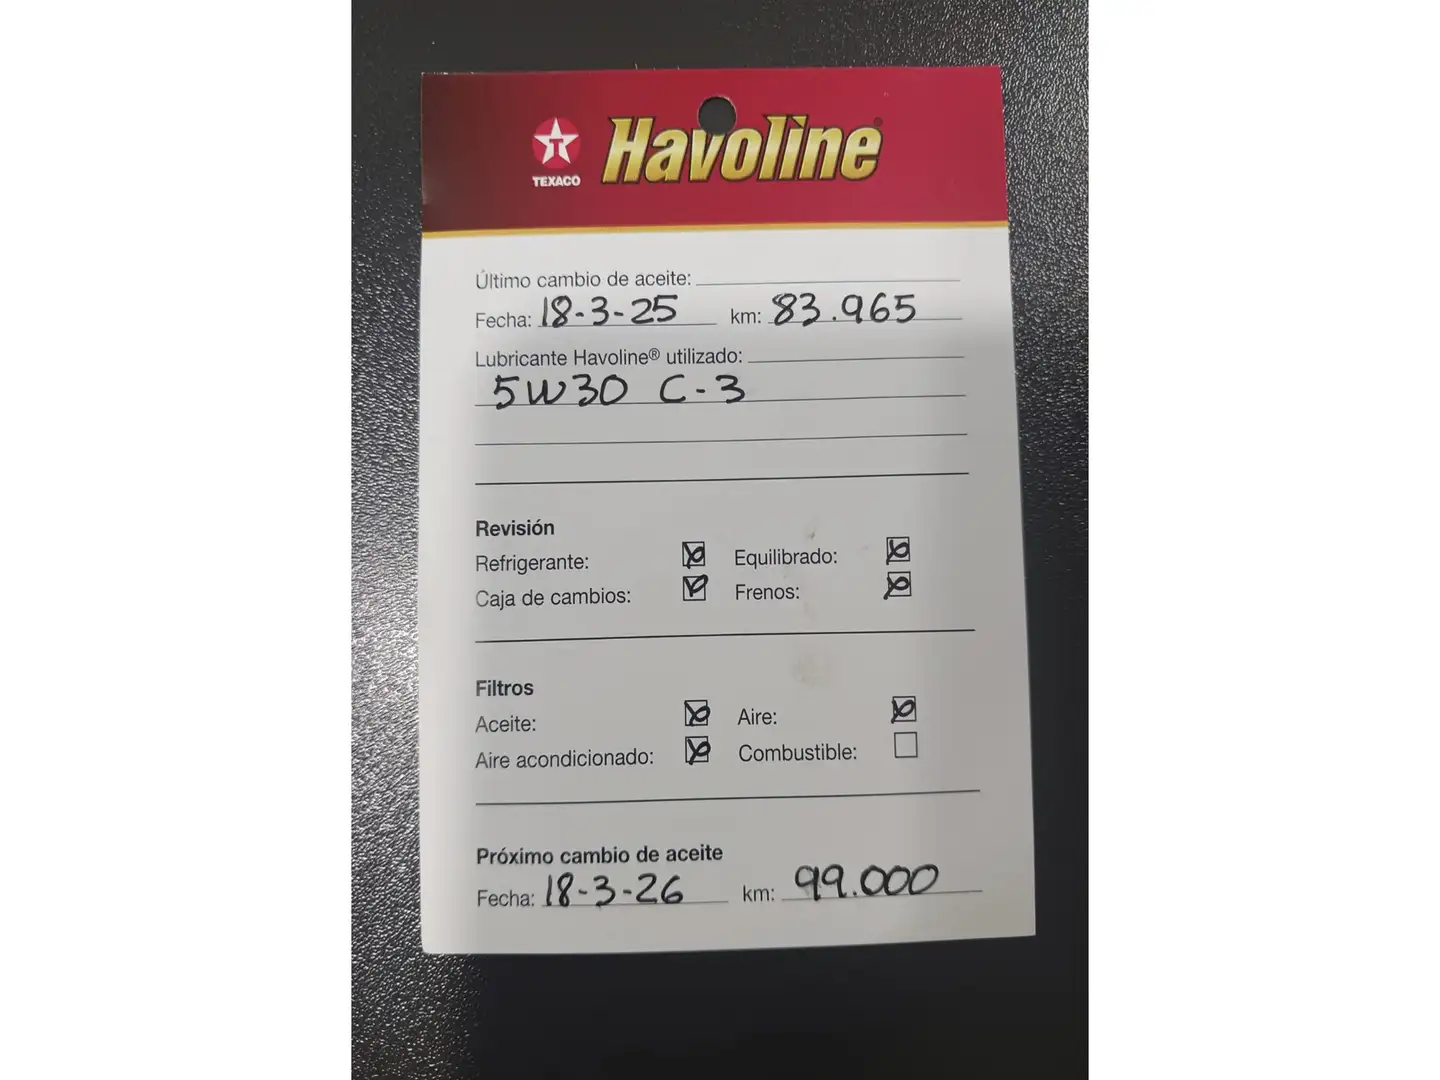 TEXACO
Havoline®
Último cambio de aceite:
Fecha: 18-3-25 km: 83.965
Lubricante Havoline® utilizado:
5W30 C-3
Revisión
Refrigerante: Equilibrado:
Caja de cambios: Frenos:
Filtros
Aceite: Aire:
Aire acondicionado: Combustible:
Próximo cambio de aceite
Fecha: 18-3-26 km: 99.000